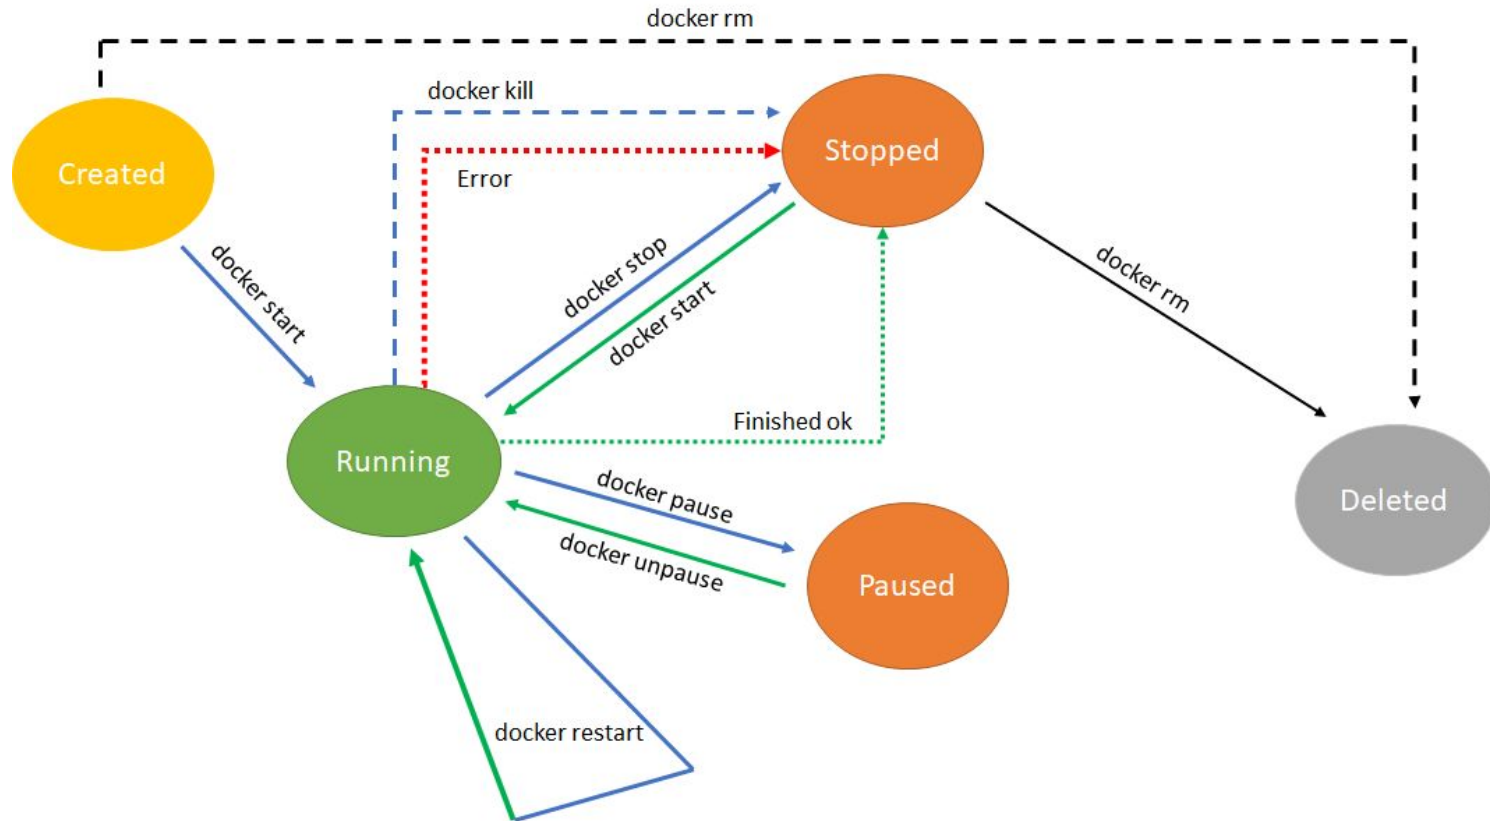 docker rm
docker kill
Stopped
Created
Error
docker start
docker stop
docker start
docker rm
Finished ok
Running
docker pause
docker unpause
Deleted
Paused
docker restart